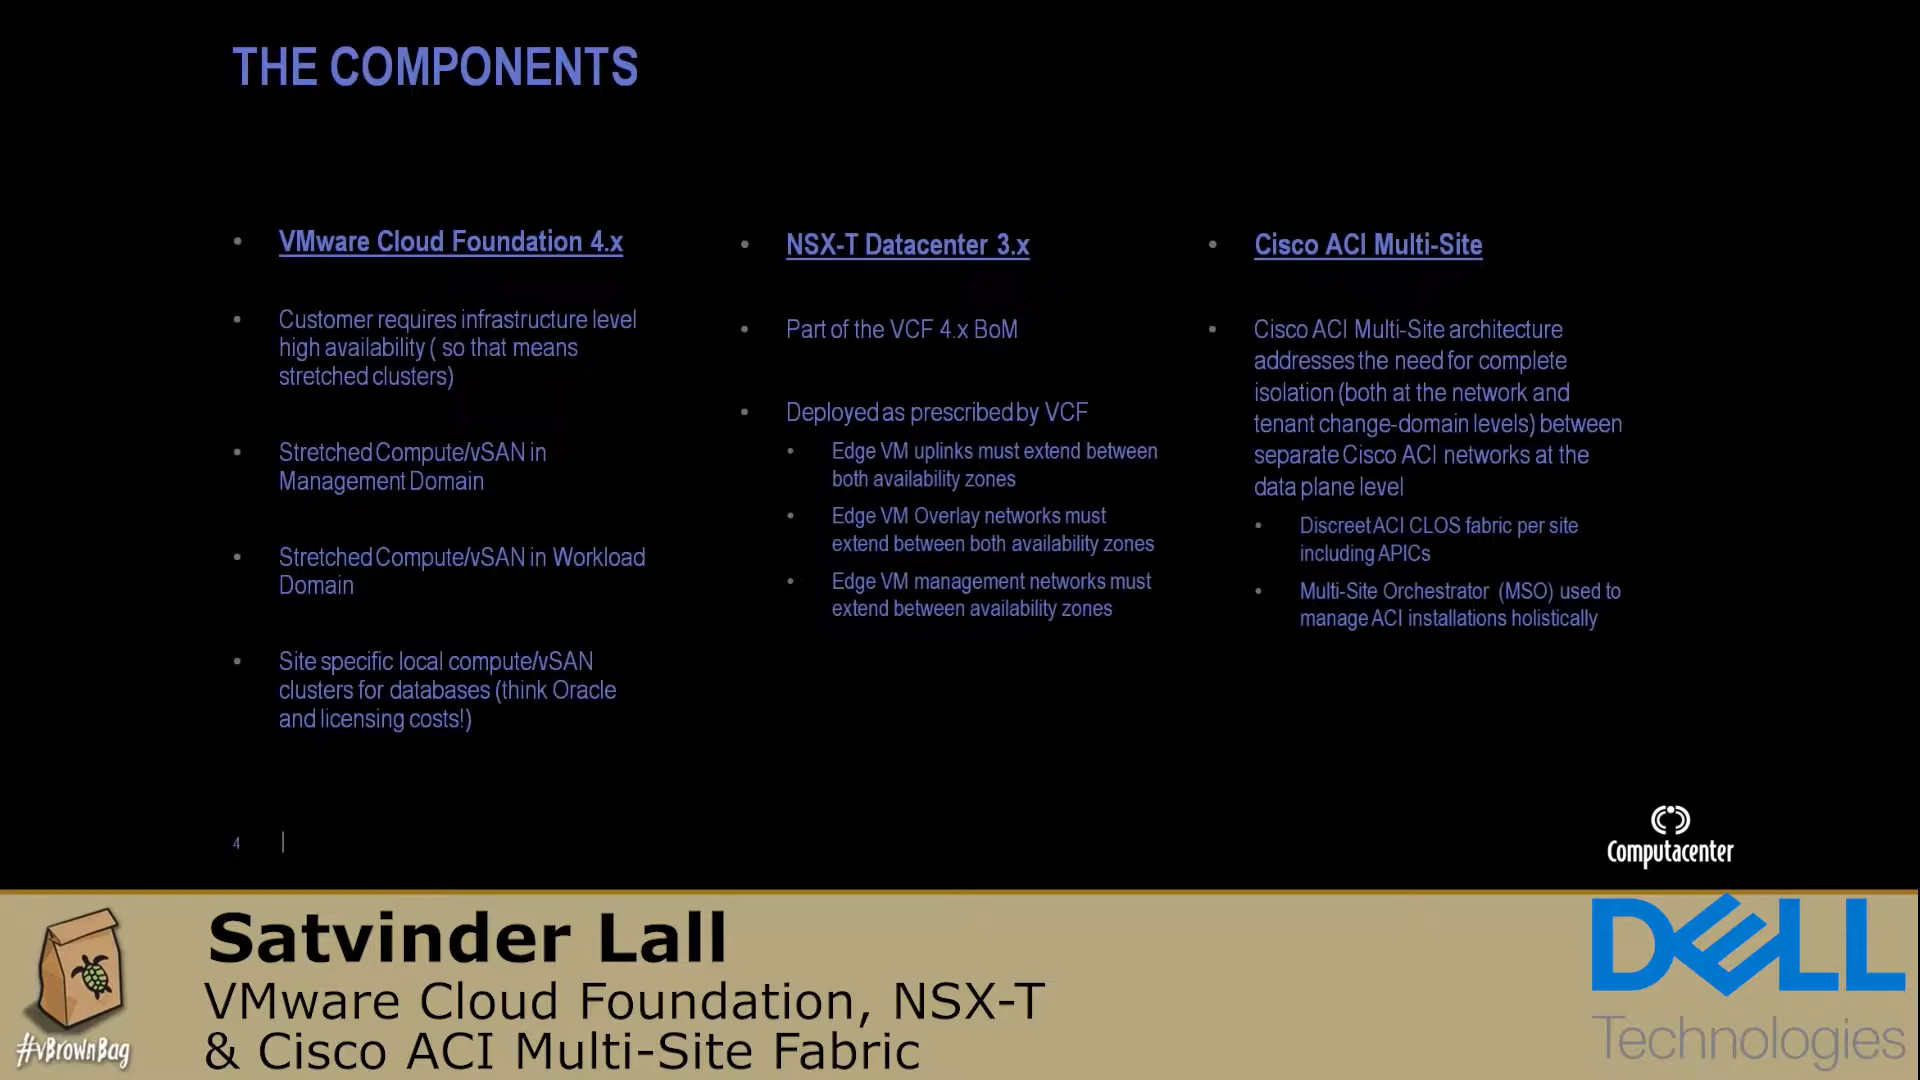 THE COMPONENTS
VMware Cloud Foundation 4.x
Customer requires infrastructure level
high availability ( so that means
stretched clusters)
Stretched Compute/vSAN in
Management Domain
Stretched Compute/vSAN in Workload
Domain
Site specific local compute/vSAN
clusters for databases (think Oracle
and licensing costs!)
NSX-T Datacenter 3.x
Part of the VCF 4.x BoM
Deployed as prescribed by VCF
Edge VM uplinks must extend between
both availability zones
Edge VM Overlay networks must
extend between both availability zones
Edge VM management networks must
extend between availability zones
Cisco ACI Multi-Site
Cisco ACI Multi-Site architecture
addresses the need for complete
isolation (both at the network and
tenant change-domain levels) between
separate Cisco ACI networks at the
data plane level
Discreet ACI CLOS fabric per site
including APICs
Multi-Site Orchestrator (MSO) used to
manage ACI installations holistically
4
Computacenter
Satvinder Lall
VMware Cloud Foundation, NSX-T
& Cisco ACI Multi-Site Fabric
#vBrownBag
DELL
Technologies